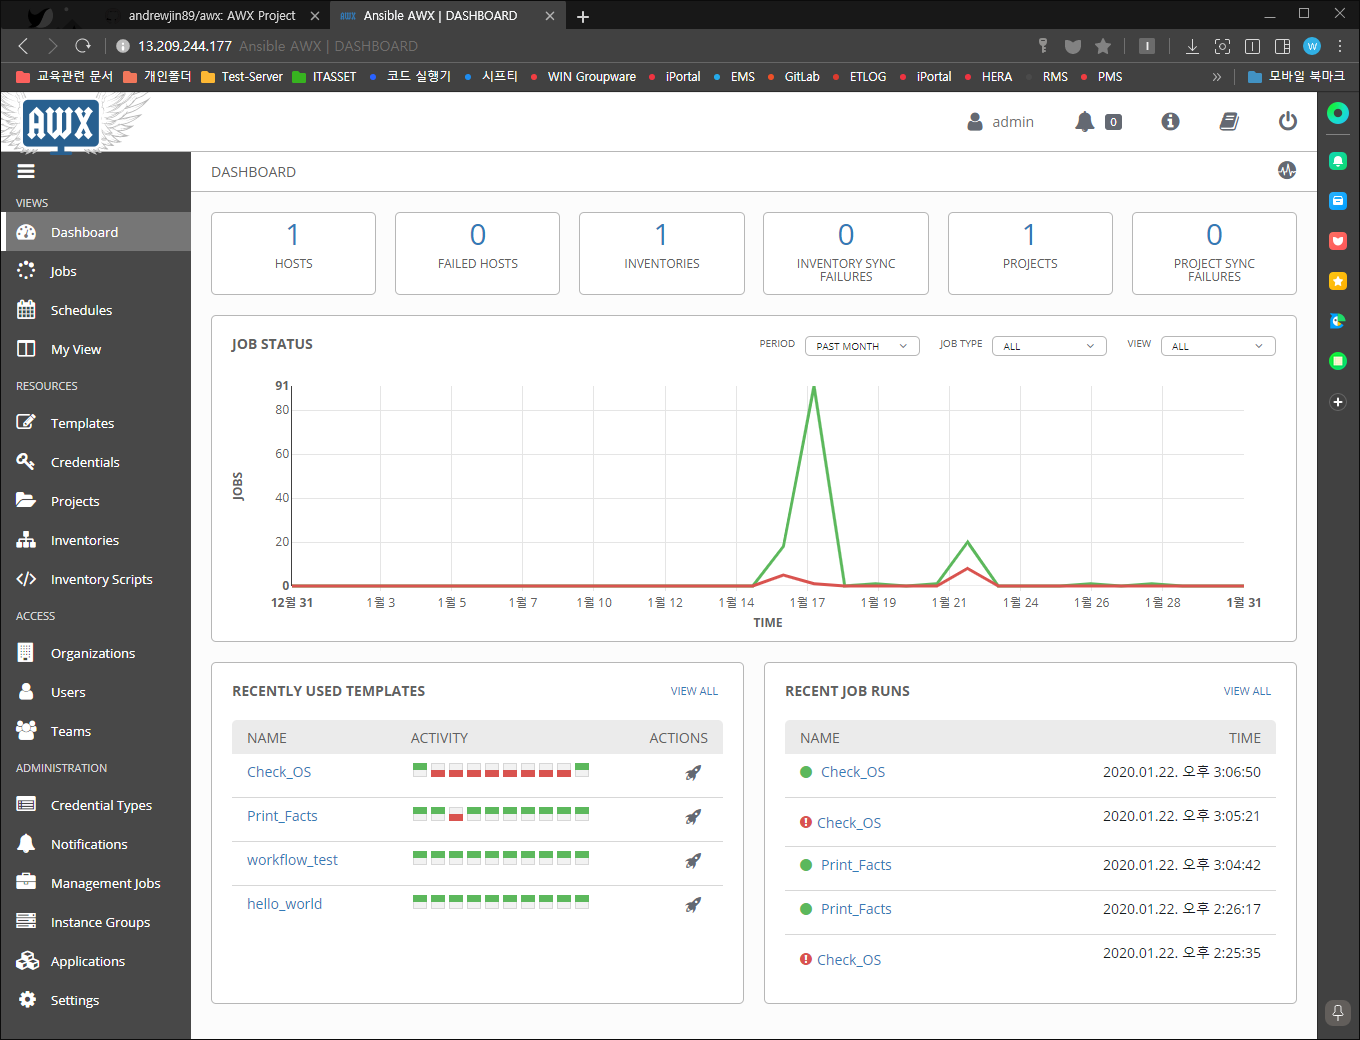 andrewjin89/awx: AWX Project
Ansible AWX | DASHBOARD
13.209.244.177 Ansible AWX | DASHBOARD
교육관련 문서 개인폴더 Test-Server ITASSET 코드 실행기 시프티 WIN Groupware iPortal EMS GitLab ETLOG iPortal HERA RMS PMS » 모바일 북마크
AWX
admin 0
DASHBOARD
VIEWS
Dashboard
Jobs
Schedules
My View
RESOURCES
Templates
Credentials
Projects
Inventories
Inventory Scripts
ACCESS
Organizations
Users
Teams
ADMINISTRATION
Credential Types
Notifications
Management Jobs
Instance Groups
Applications
Settings
1
HOSTS
0
FAILED HOSTS
1
INVENTORIES
0
INVENTORY SYNC
FAILURES
1
PROJECTS
0
PROJECT SYNC
FAILURES
JOB STATUS
PERIOD PAST MONTH JOB TYPE ALL VIEW ALL
91
80
60
40
20
0
JOBS
12월 31 1월 3 1월 5 1월 7 1월 10 1월 12 1월 14 1월 17 1월 19 1월 21 1월 24 1월 26 1월 28 1월 31
TIME
RECENTLY USED TEMPLATES VIEW ALL
NAME ACTIVITY ACTIONS
Check_OS
Print_Facts
workflow_test
hello_world
RECENT JOB RUNS VIEW ALL
NAME TIME
Check_OS 2020.01.22. 오후 3:06:50
Check_OS 2020.01.22. 오후 3:05:21
Print_Facts 2020.01.22. 오후 3:04:42
Print_Facts 2020.01.22. 오후 2:26:17
Check_OS 2020.01.22. 오후 2:25:35